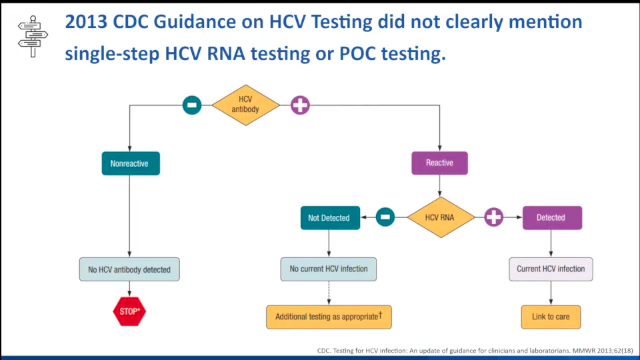 2013 CDC Guidance on HCV Testing did not clearly mention
single-step HCV RNA testing or POC testing.
HCV
antibody
Nonreactive
Reactive
Not Detected
HCV RNA
Detected
No HCV antibody detected
No current HCV infection
Current HCV infection
STOP*
Additional testing as appropriate†
Link to care
CDC. Testing for HCV infection: An update of guidance for clinicians and laboratorians. MMWR 2013;62(18)